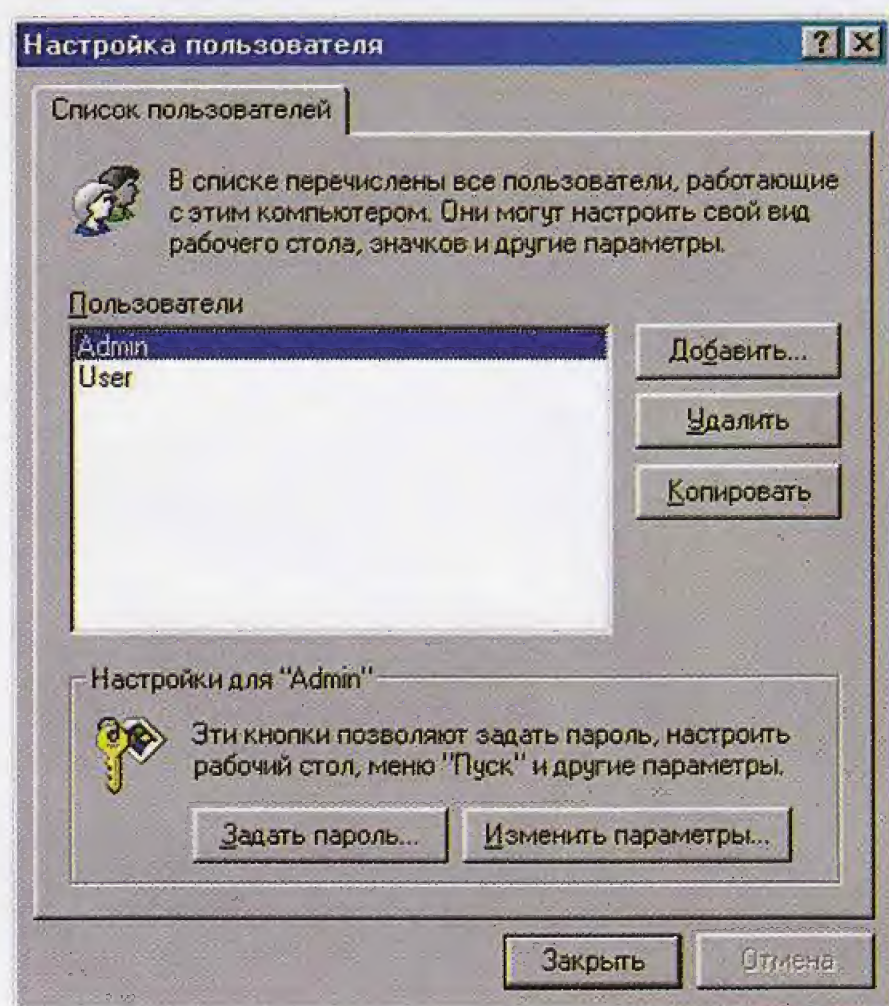 Настройка пользователя
Список пользователей
В списке перечислены все пользователи, работающие
с этим компьютером. Они могут настроить свой вид
рабочего стола, значков и другие параметры.
Пользователи
Admin
User
Добавить...
Удалить
Копировать
Настройки для "Admin"
Эти кнопки позволяют задать пароль, настроить
рабочий стол, меню "Пуск" и другие параметры.
Задать пароль...
Изменить параметры...
Закрыть
Отмена